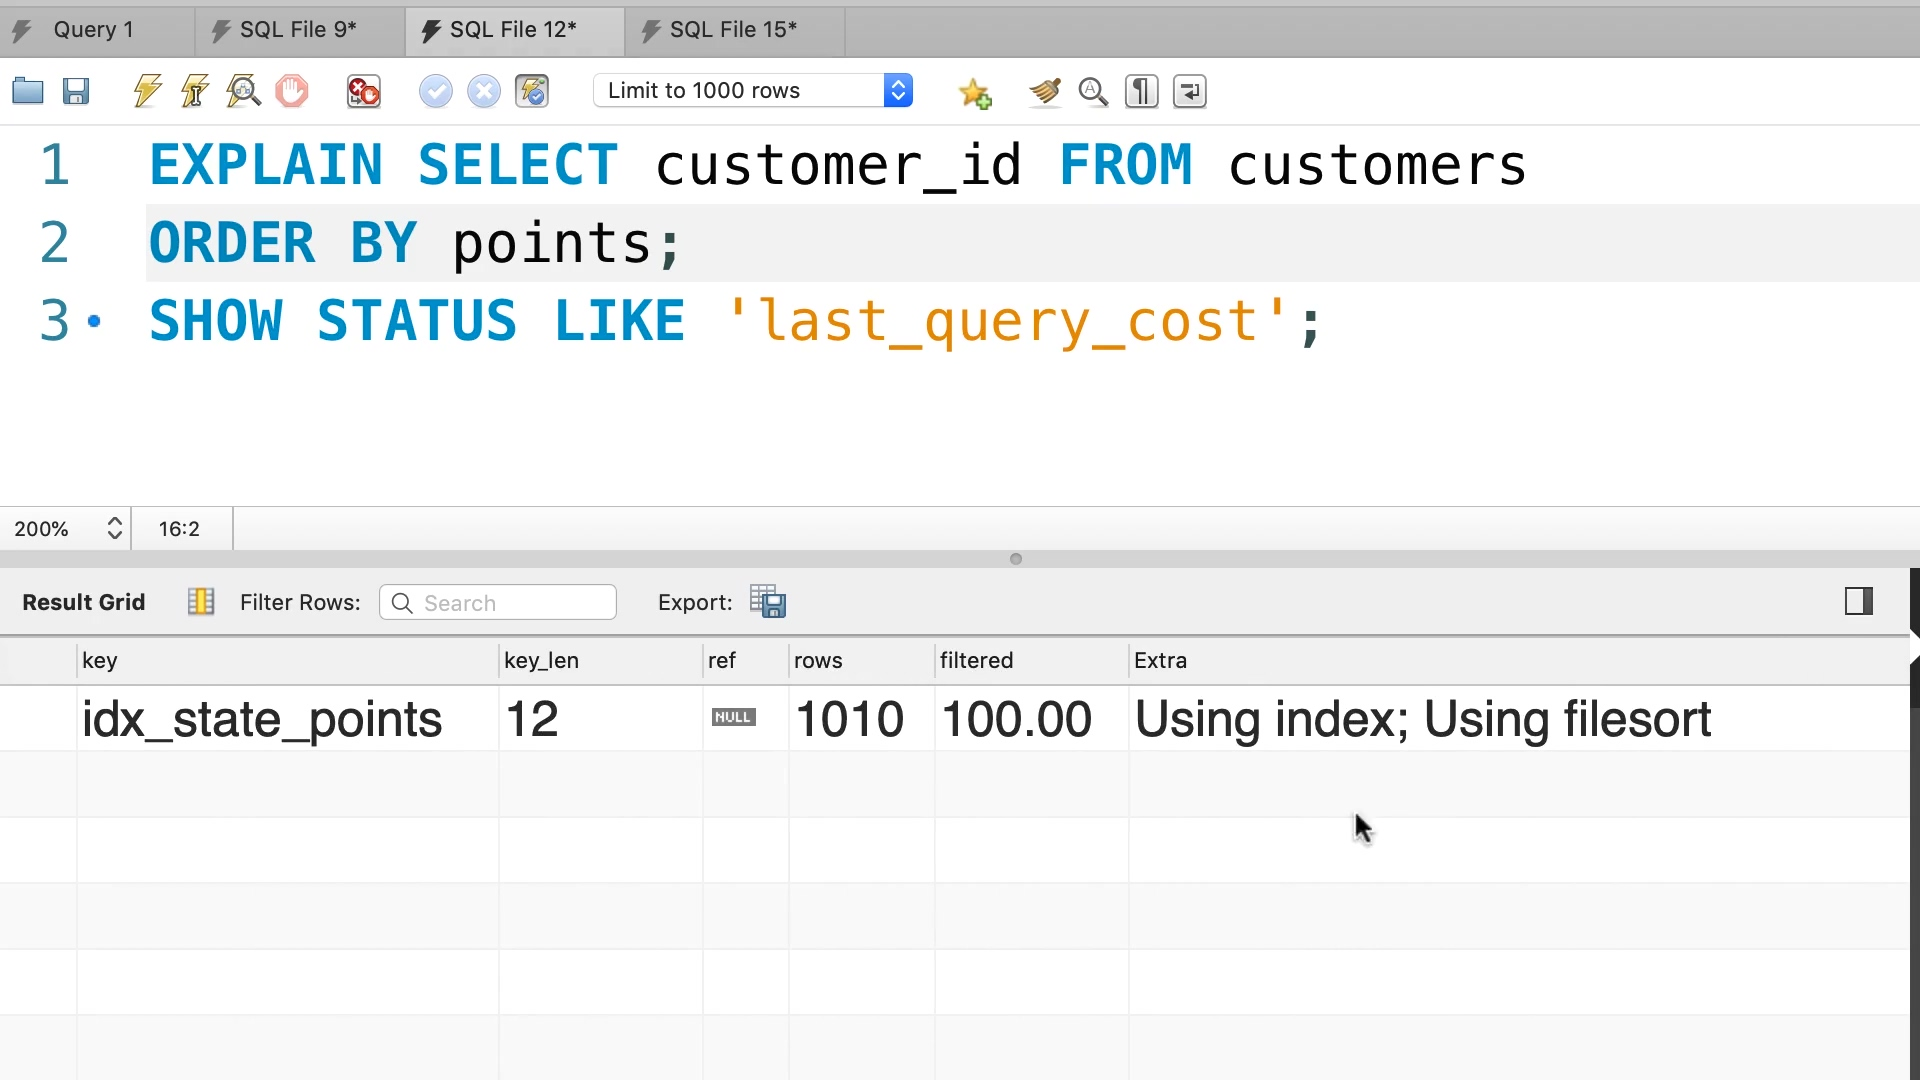 Query 1 SQL File 9* SQL File 12* SQL File 15*
Limit to 1000 rows
1 EXPLAIN SELECT customer_id FROM customers
2 ORDER BY points;
3 SHOW STATUS LIKE 'last_query_cost';
200% 16:2
Result Grid Filter Rows: Search Export:
key key_len ref rows filtered Extra
idx_state_points 12 NULL 1010 100.00 Using index; Using filesort